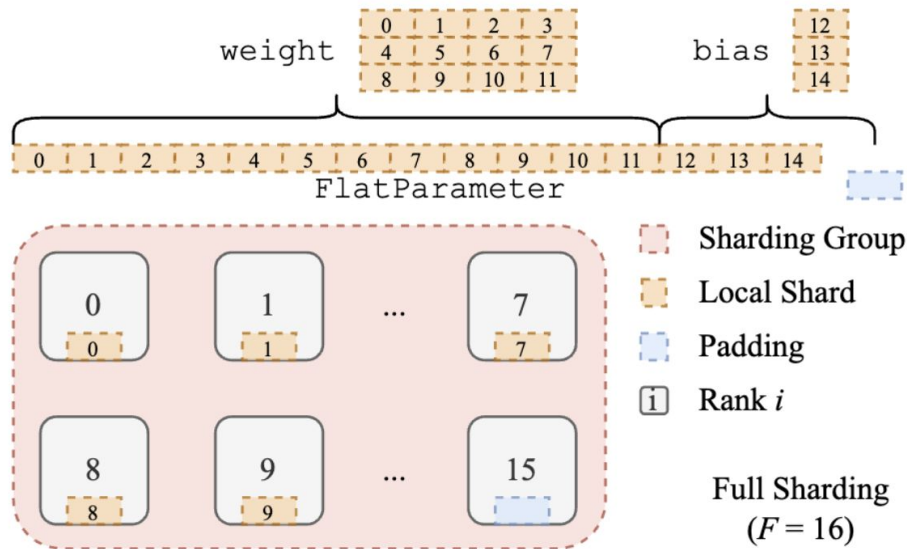 0 1 2 3 12
weight 4 5 6 7 bias 13
8 9 10 11 14
0 1 2 3 4 5 6 7 8 9 10 11 12 13 14
FlatParameter
0 1 ... 7
0 1 7
8 9 ... 15
8 9
Sharding Group
Local Shard
Padding
i Rank i
Full Sharding
(F = 16)